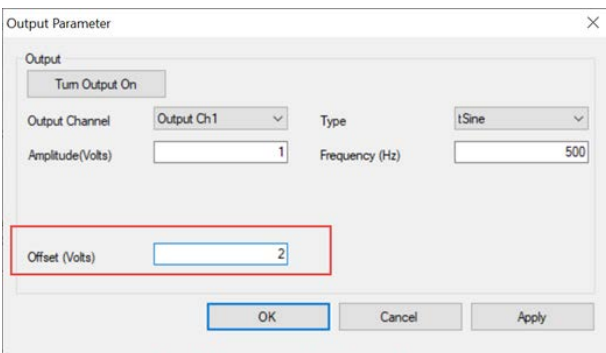 Output Parameter
Output
Turn Output On
Output Channel Output Ch1 Type tSine
Amplitude(Volts) 1 Frequency (Hz) 500
Offset (Volts) 2
OK Cancel Apply